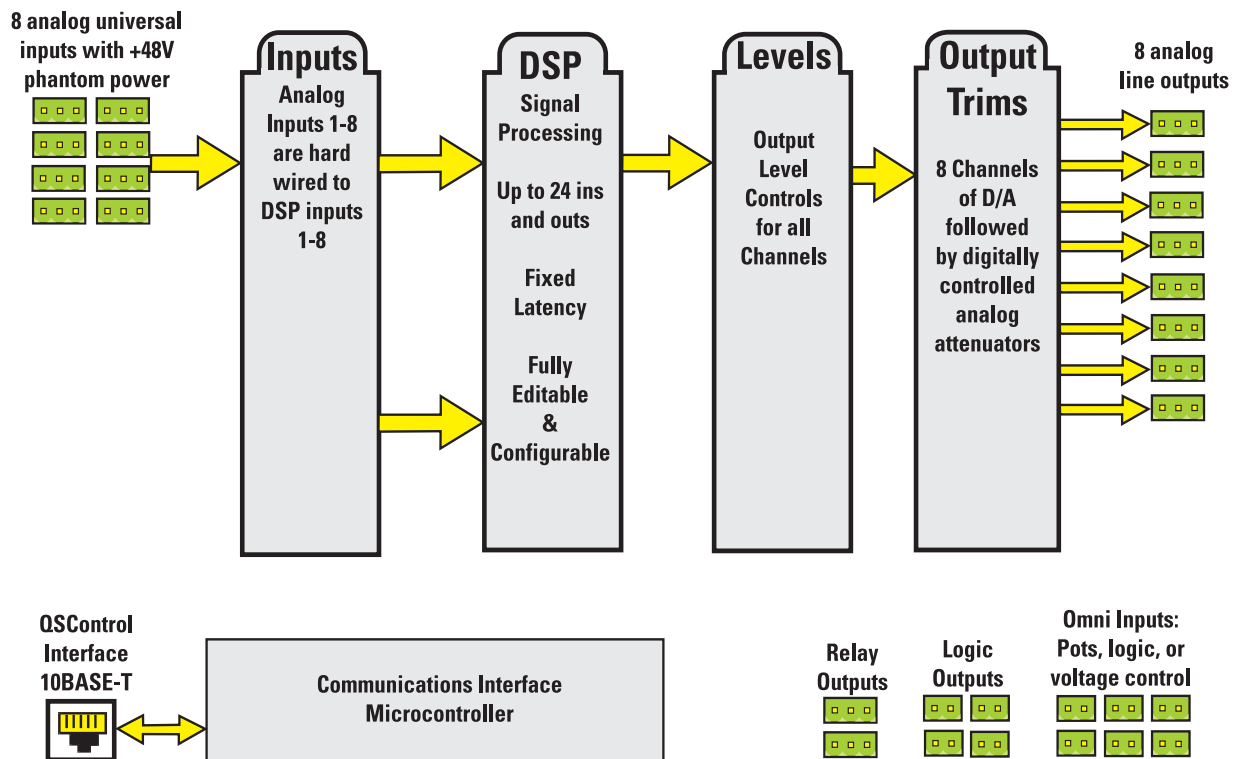 8 analog universal
inputs with +48V
phantom power
Inputs
Analog
Inputs 1-8
are hard
wired to
DSP inputs
1-8
DSP
Signal
Processing
Up to 24 ins
and outs
Fixed
Latency
Fully
Editable
&
Configurable
Levels
Output
Level
Controls
for all
Channels
Output
Trims
8 Channels
of D/A
followed
by digitally
controlled
analog
attenuators
8 analog
line outputs
QSControl
Interface
10BASE-T
Communications Interface
Microcontroller
Relay
Outputs
Logic
Outputs
Omni Inputs:
Pots, logic, or
voltage control